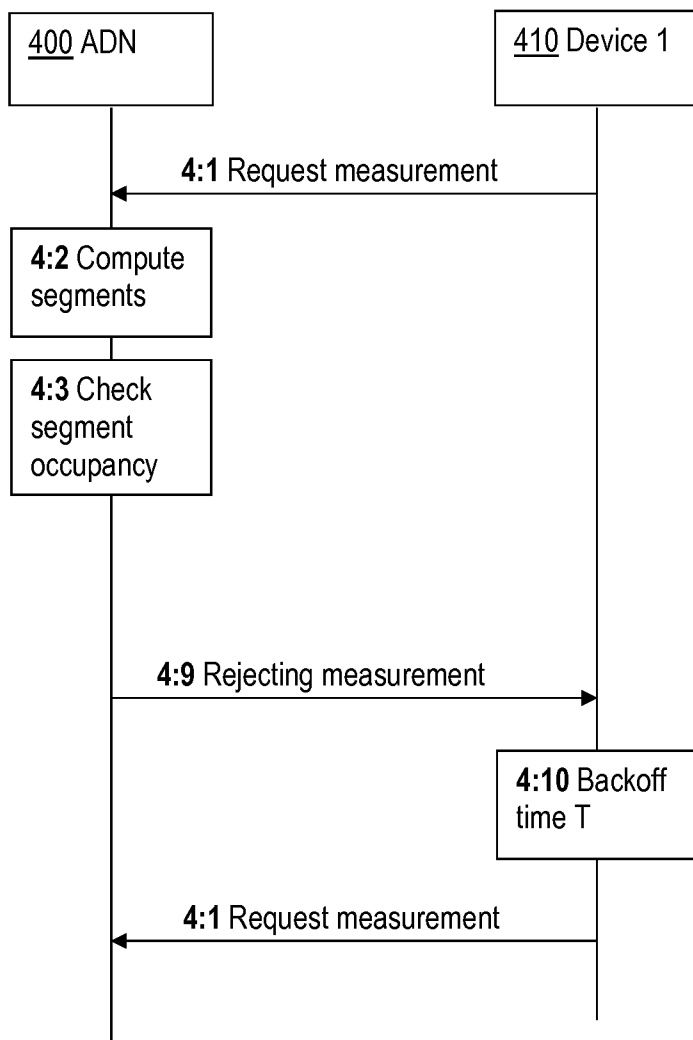 400 ADN
410 Device 1
4:1 Request measurement
4:2 Compute
segments
4:3 Check
segment
occupancy
4:9 Rejecting measurement
4:10 Backoff
time T
4:1 Request measurement